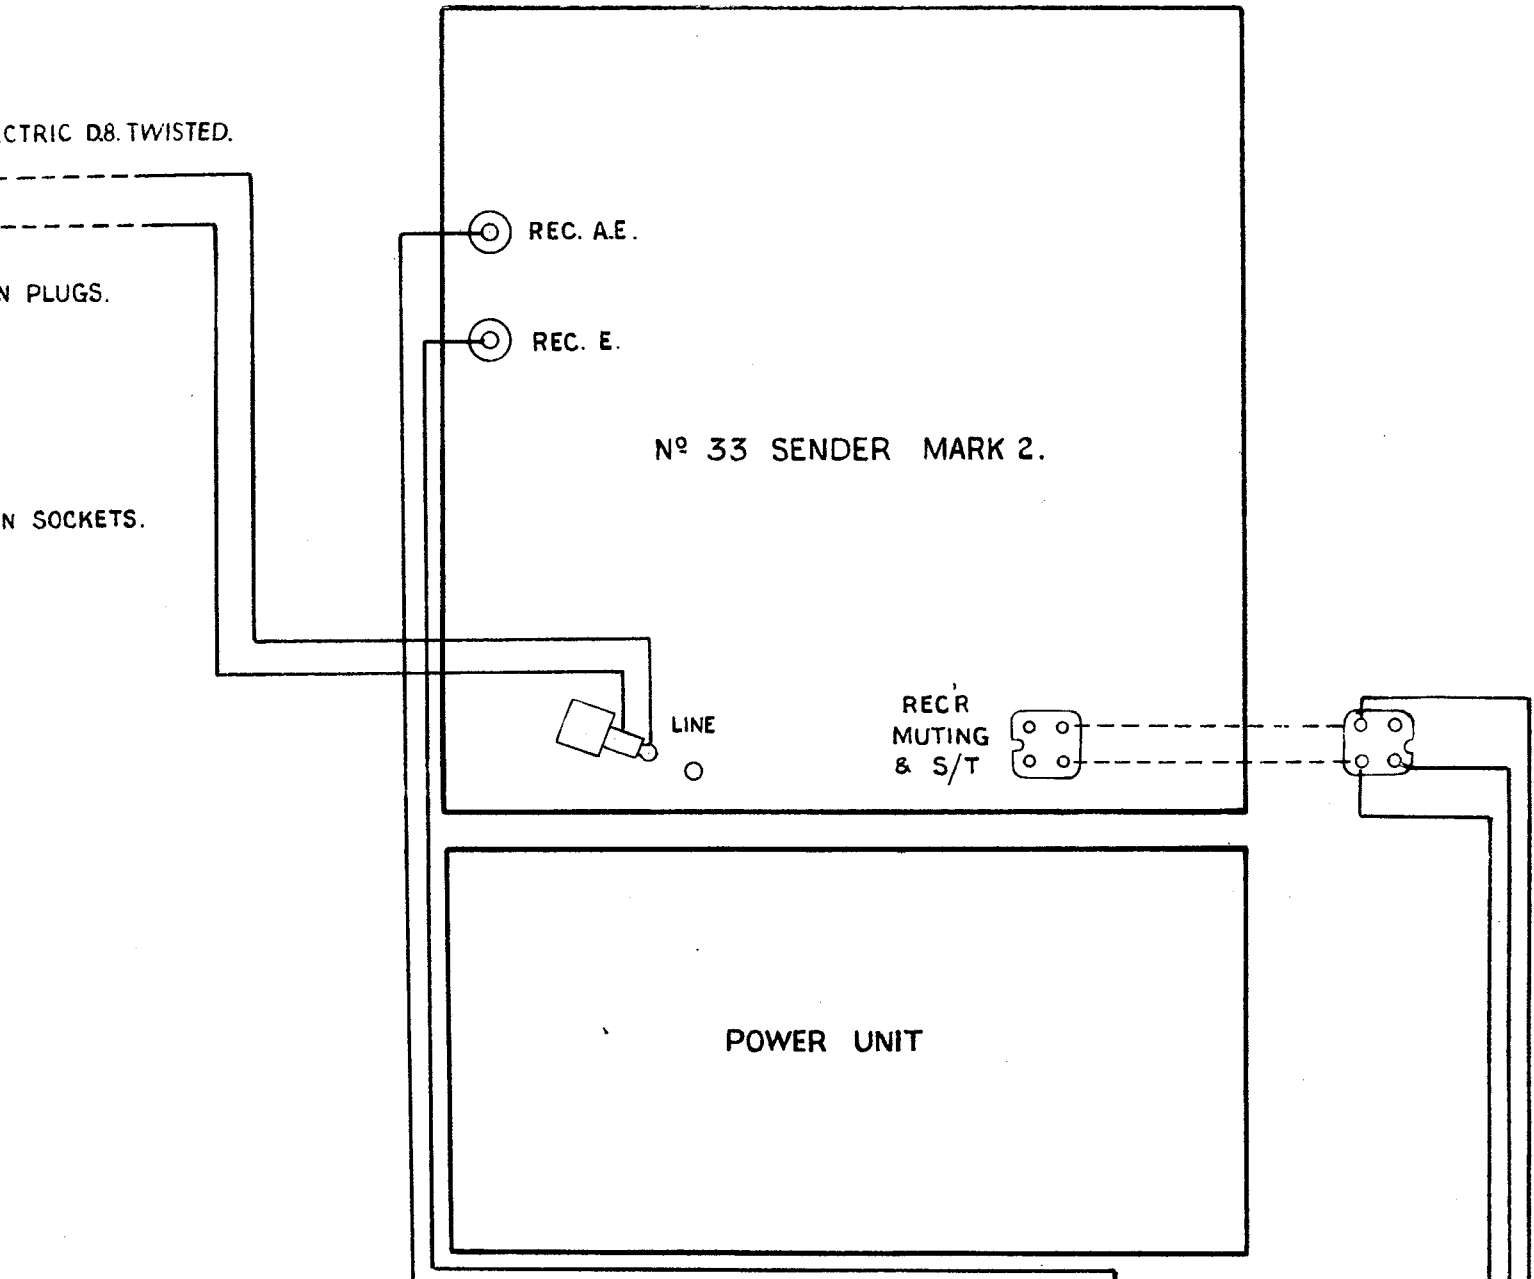 CTRIC D.8. TWISTED.
N PLUGS.
N SOCKETS.
REC. A.E.
REC. E.
Nº 33 SENDER MARK 2.
LINE
REC'R
MUTING
& S/T
POWER UNIT